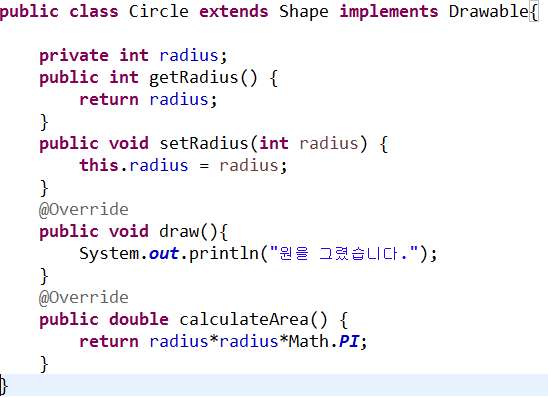 public class Circle extends Shape implements Drawable{
private int radius;
public int getRadius() {
return radius;
}
public void setRadius(int radius) {
this.radius = radius;
}
@Override
public void draw(){
System.out.println("원을 그렸습니다.");
}
@Override
public double calculateArea() {
return radius*radius*Math.PI;
}
}